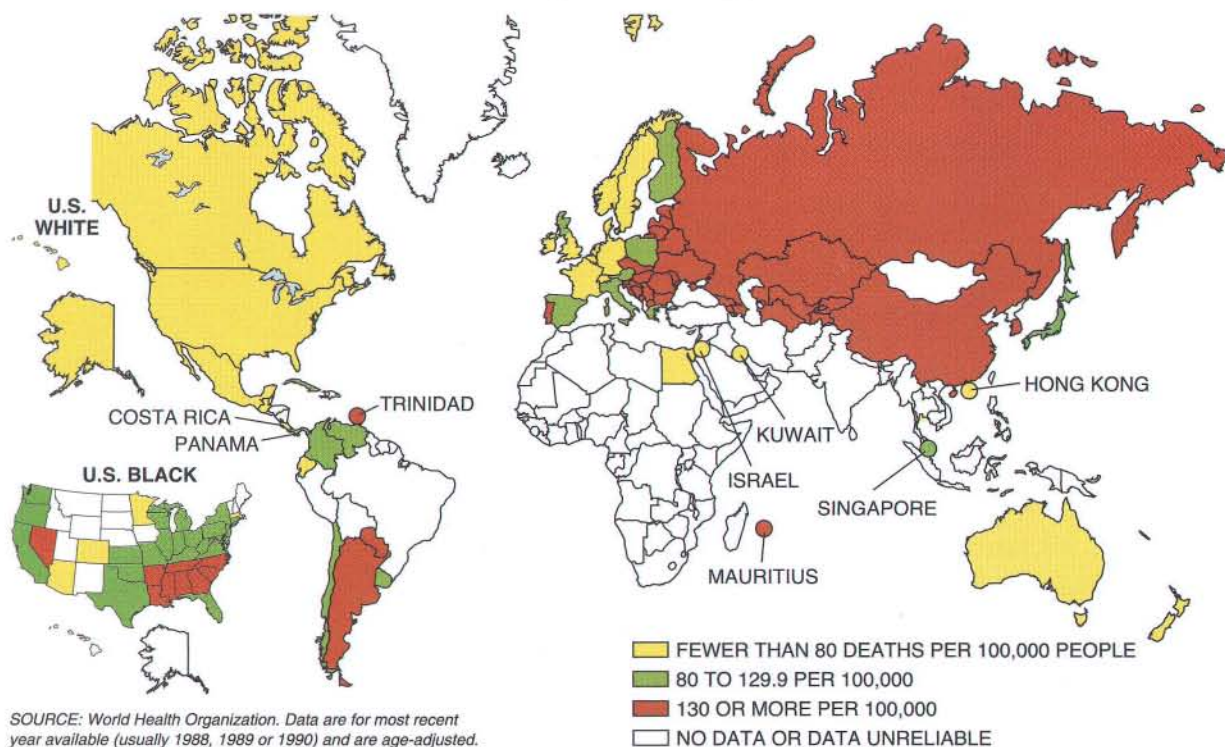 U.S.
WHITE
COSTA RICA
PANAMA
TRINIDAD
U.S. BLACK
HONG KONG
KUWAIT
ISRAEL
SINGAPORE
MAURITIUS
FEWER THAN 80 DEATHS PER 100,000 PEOPLE
80 TO 129.9 PER 100,000
130 OR MORE PER 100,000
NO DATA OR DATA UNRELIABLE
SOURCE: World Health Organization. Data are for most recent
year available (usually 1988, 1989 or 1990) and are age-adjusted.